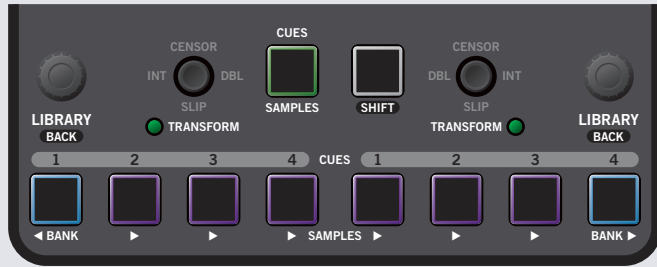 CUES
CENSOR CENSOR
INT DBL DBL INT
SLIP SAMPLES SHIFT SLIP
LIBRARY LIBRARY
BACK TRANSFORM TRANSFORM BACK
1 2 3 4 CUES 1 2 3 4
◀ BANK ▶ ▶ ▶ SAMPLES ▶ ▶ ▶ BANK ▶